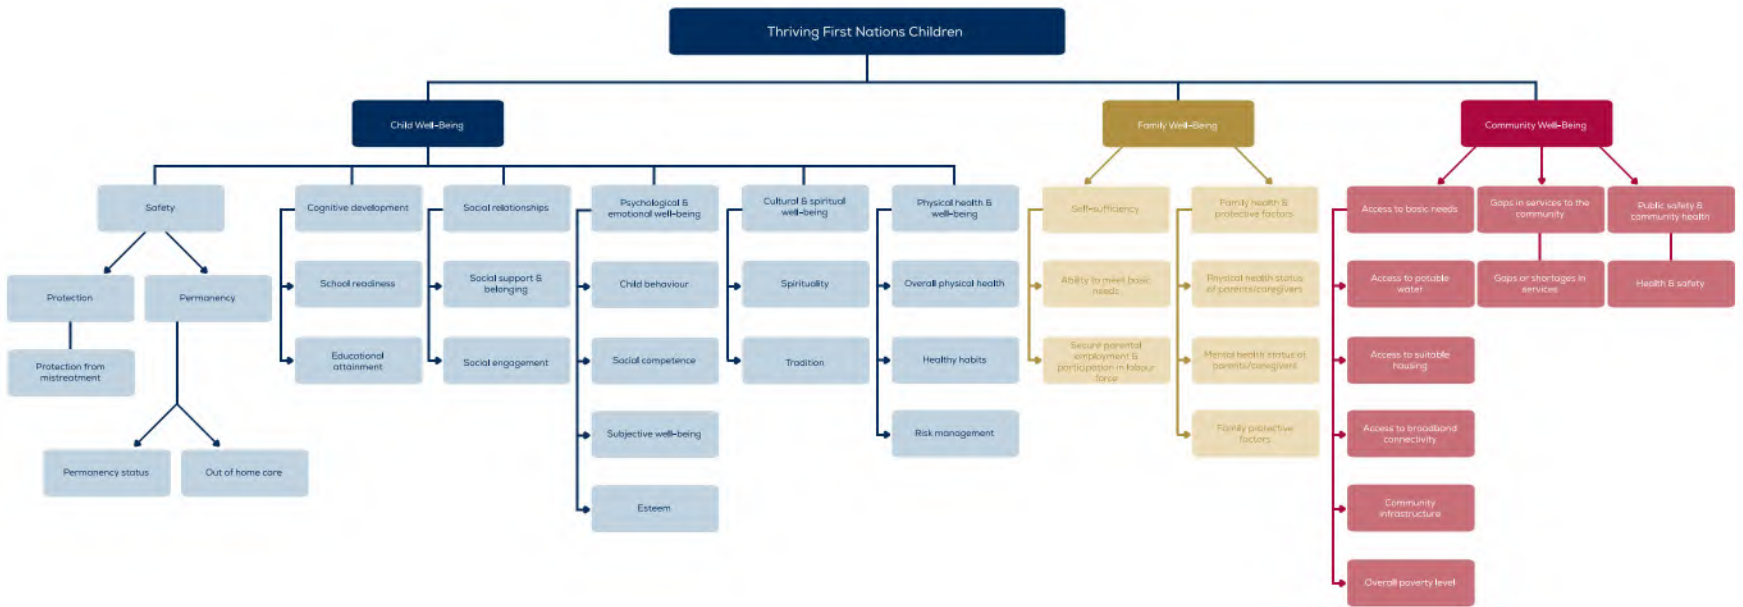 Thriving First Nations Children
Child Well-Being
Family Well-Being
Community Well-Being
Safety
Cognitive development
Social relationships
Psychological &
emotional well-being
Cultural & spiritual
well-being
Physical health &
well-being
Self-sufficiency
Family health &
protective factors
Access to basic needs
Gaps in services to the
community
Public safety &
community health
Protection
Permanency
School readiness
Social support &
belonging
Child behaviour
Spirituality
Overall physical health
Ability to meet basic
needs
Physical health status
of parents/caregivers
Access to potable
water
Gaps or shortages in
services
Health & safety
Protection from
mistreatment
Educational
attainment
Social engagement
Social competence
Tradition
Healthy habits
Secure parental
employment &
participation in labour
force
Mental health status of
parents/caregivers
Access to suitable
housing
Subjective well-being
Risk management
Family protective
factors
Access to broadband
connectivity
Permanency status
Out of home care
Esteem
Community
infrastructure
Overall poverty level